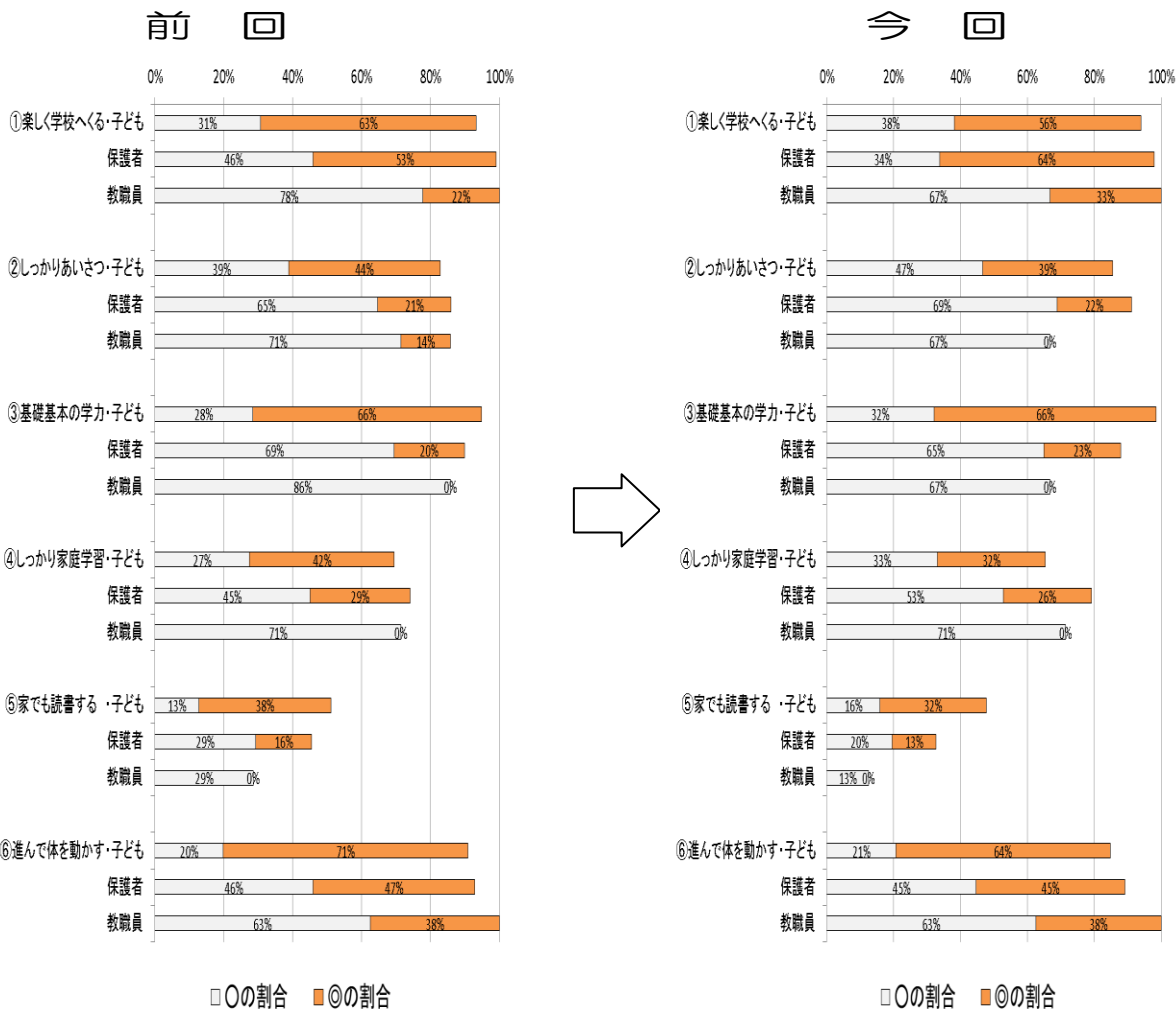 前 回
0% 20% 40% 60% 80% 100%
①楽しく学校へくる・子ども 31% 63%
保護者 46% 53%
教職員 78% 22%
②しっかりあいさつ・子ども 39% 44%
保護者 65% 21%
教職員 71% 14%
③基礎基本の学力・子ども 28% 66%
保護者 69% 20%
教職員 86% 0%
④しっかり家庭学習・子ども 27% 42%
保護者 45% 29%
教職員 71% 0%
⑤家でも読書する ・子ども 13% 38%
保護者 29% 16%
教職員 29% 0%
⑥進んで体を動かす・子ども 20% 71%
保護者 46% 47%
教職員 63% 38%
〇の割合 ◎の割合
今 回
0% 20% 40% 60% 80% 100%
①楽しく学校へくる・子ども 38% 56%
保護者 34% 64%
教職員 67% 33%
②しっかりあいさつ・子ども 47% 39%
保護者 69% 22%
教職員 67% 0%
③基礎基本の学力・子ども 32% 66%
保護者 65% 23%
教職員 67% 0%
④しっかり家庭学習・子ども 33% 32%
保護者 53% 26%
教職員 71% 0%
⑤家でも読書する ・子ども 16% 32%
保護者 20% 13%
教職員 13% 0%
⑥進んで体を動かす・子ども 21% 64%
保護者 45% 45%
教職員 63% 38%
〇の割合 ◎の割合